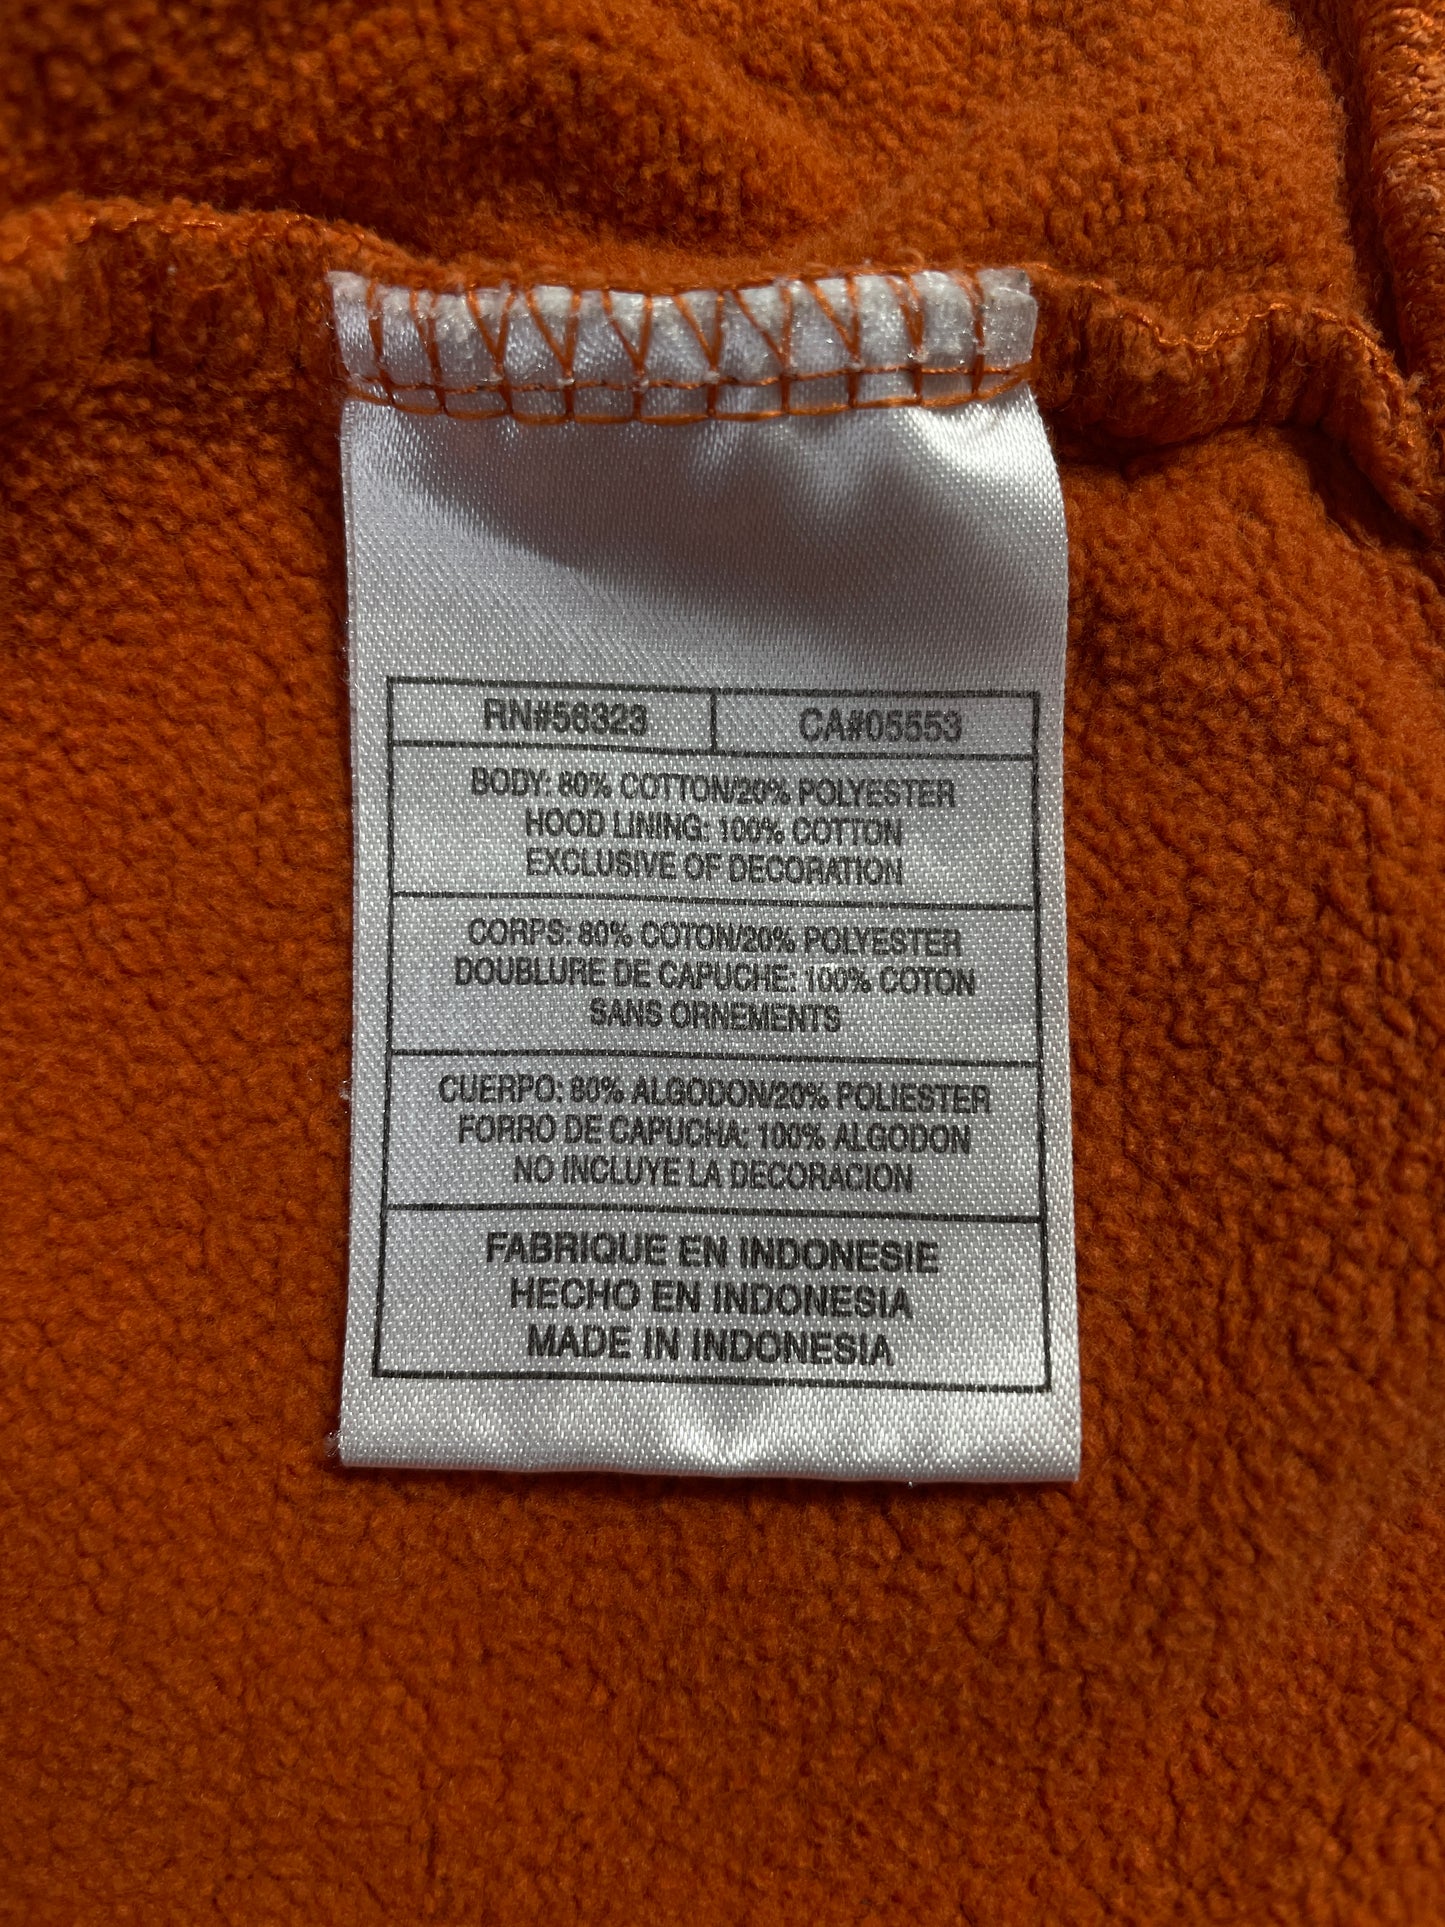 RN#56323
CA#05553
BODY: 80% COTTON/20% POLYESTER
HOOD LINING: 100% COTTON
EXCLUSIVE OF DECORATION
CORPS: 80% COTON/20% POLYESTER
DOUBLURE DE CAPUCHE: 100% COTON
SANS ORNEMENTS
CUERPO: 80% ALGODON/20% POLIESTER
FORRO DE CAPUCHA: 100% ALGODON
NO INCLUYE LA DECORACION
FABRIQUE EN INDONESIE
HECHO EN INDONESIA
MADE IN INDONESIA